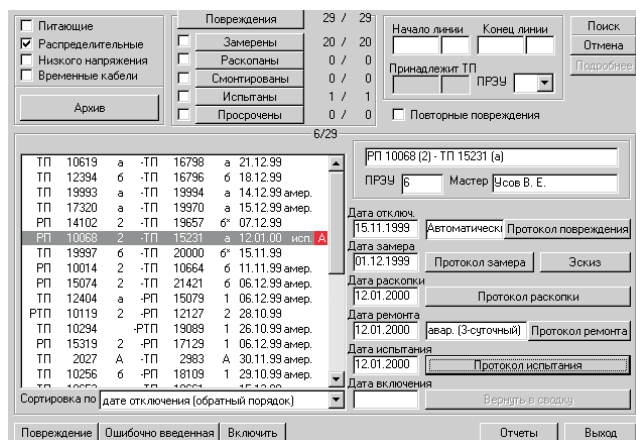 Питающие
Распределительные
Низкого напряжения
Временные кабели
Архив
Повреждения 29 / 29
Замерены 20 / 20
Раскопаны 0 / 0
Смонтированы 0 / 0
Испытаны 1 / 1
Просрочены 0 / 0
Начало линии Конец линии
Принадлежит ТП
ПРЗУ
Повторные повреждения
Поиск
Отмена
Подробнее
6/29
ТП 10619 а -ТП 16798 а 21.12.99
ТП 12394 б -ТП 16796 б 18.12.99
ТП 19993 а -ТП 19994 а 14.12.99 амер.
ТП 17320 а -ТП 19970 а 15.12.99 амер.
РП 14102 2 -ТП 19657 б* 07.12.99
РП 10068 2 -ТП 15231 а 12.01.00 исп. А
ТП 19997 б -ТП 20000 б* 15.11.99
РП 10014 2 -ТП 10664 б 11.11.99 амер.
РП 15074 2 -ТП 21421 б 06.12.99 амер.
ТП 12404 а -РП 15079 1 06.12.99 амер.
РТП 10119 2 -РП 12127 2 28.10.99
ТП 10294 -РТП 19089 1 26.10.99 амер.
РП 15319 2 -РП 17129 1 06.12.99 амер.
ТП 2027 А -ТП 2983 А 30.11.99 амер.
ТП 10256 б -РП 18109 1 29.10.99 амер.
Сортировка по дате отключения (обратный порядок)
РП 10068 (2) - ТП 15231 (а)
ПРЗУ 6 Мастер Усов В. Е.
Дата отключ.
15.11.1999 Автоматически Протокол повреждения
Дата замера
01.12.1999 Протокол замера Эскиз
Дата раскопки
12.01.2000 Протокол раскопки
Дата ремонта
12.01.2000 авар. (3-суточный) Протокол ремонта
Дата испытания
12.01.2000 Протокол испытания
Дата включения
Вернуть в сводку
Повреждение Ошибочно введенная Включить Отчеты Выход